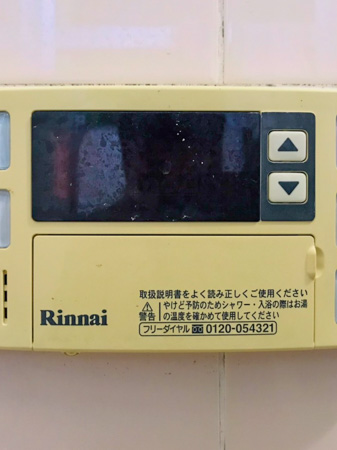 取扱説明書をよく読み正しくご使用ください
警告 やけど予防のためシャワー・入浴の際はお湯
の温度を確かめて使用してください
Rinnai
フリーダイヤル 0120-054321